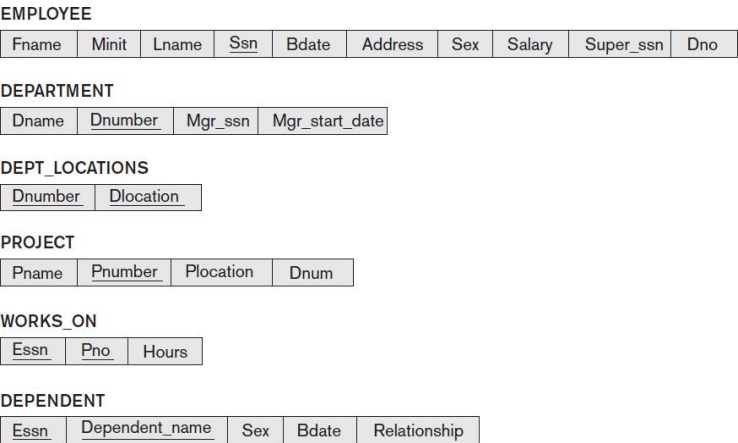 EMPLOYEE
Fname Minit Lname Ssn Bdate Address Sex Salary Super_ssn Dno
DEPARTMENT
Dname Dnumber Mgr_ssn Mgr_start_date
DEPT_LOCATIONS
Dnumber Dlocation
PROJECT
Pname Pnumber Plocation Dnum
WORKS_ON
Essn Pno Hours
DEPENDENT
Essn Dependent_name Sex Bdate Relationship